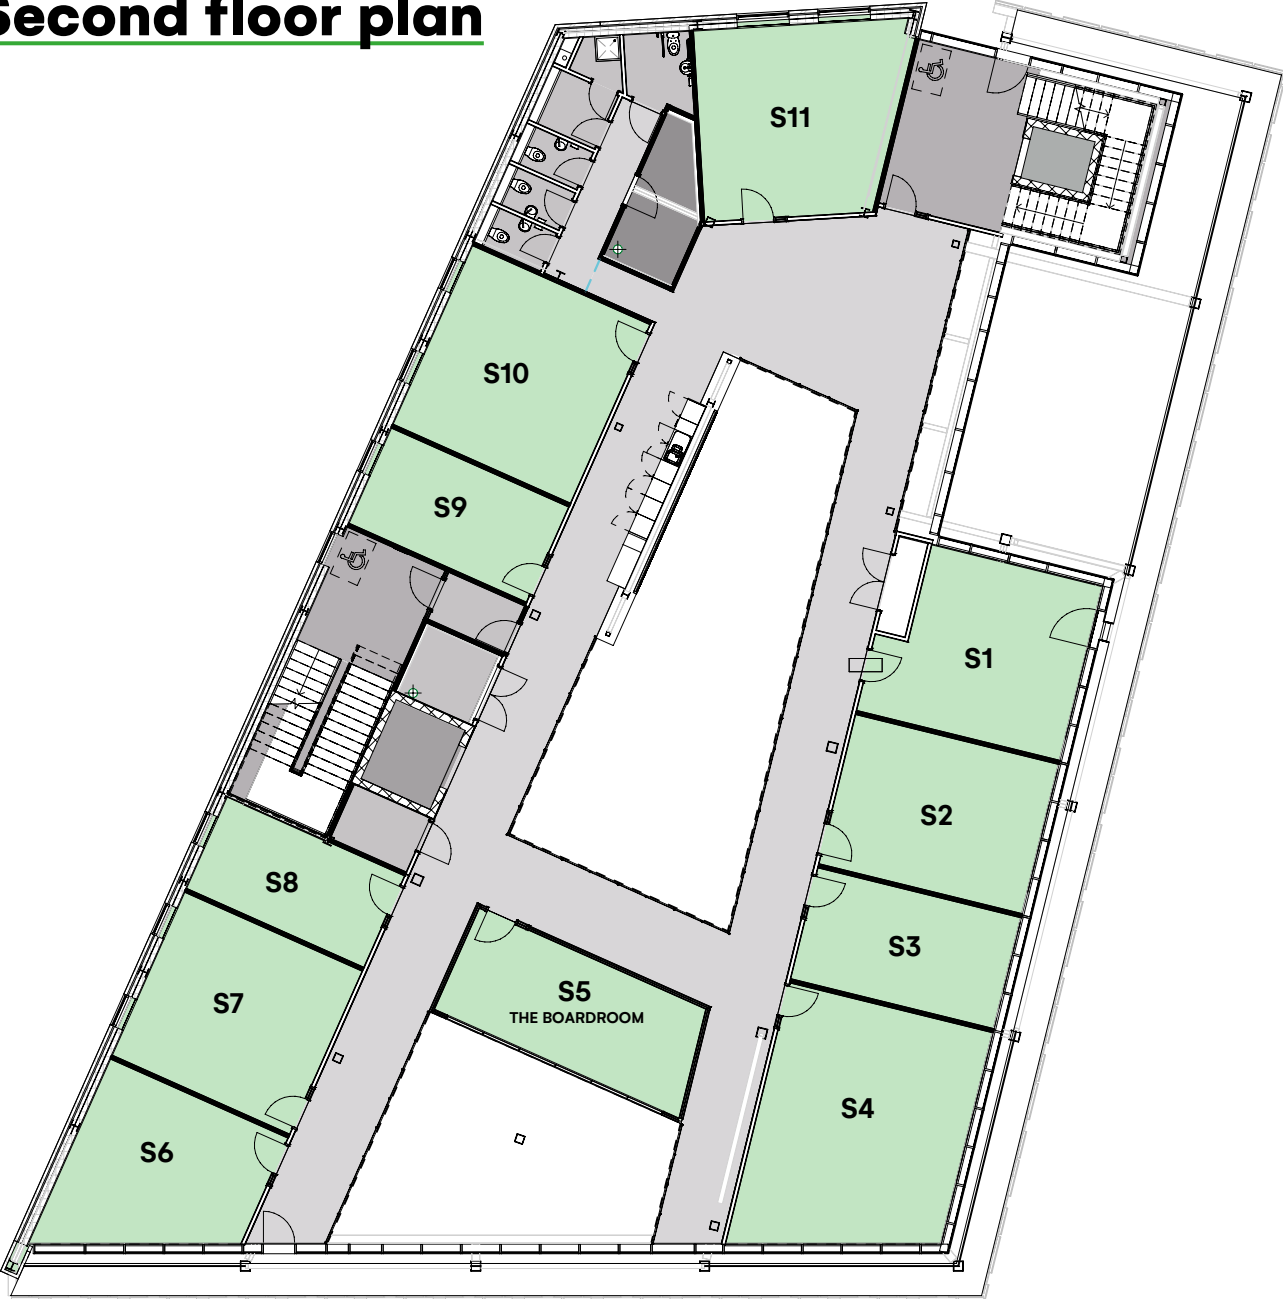 Second floor plan
S11
S10
S9
S1
S2
S8
S3
S5
THE BOARDROOM
S7
S4
S6